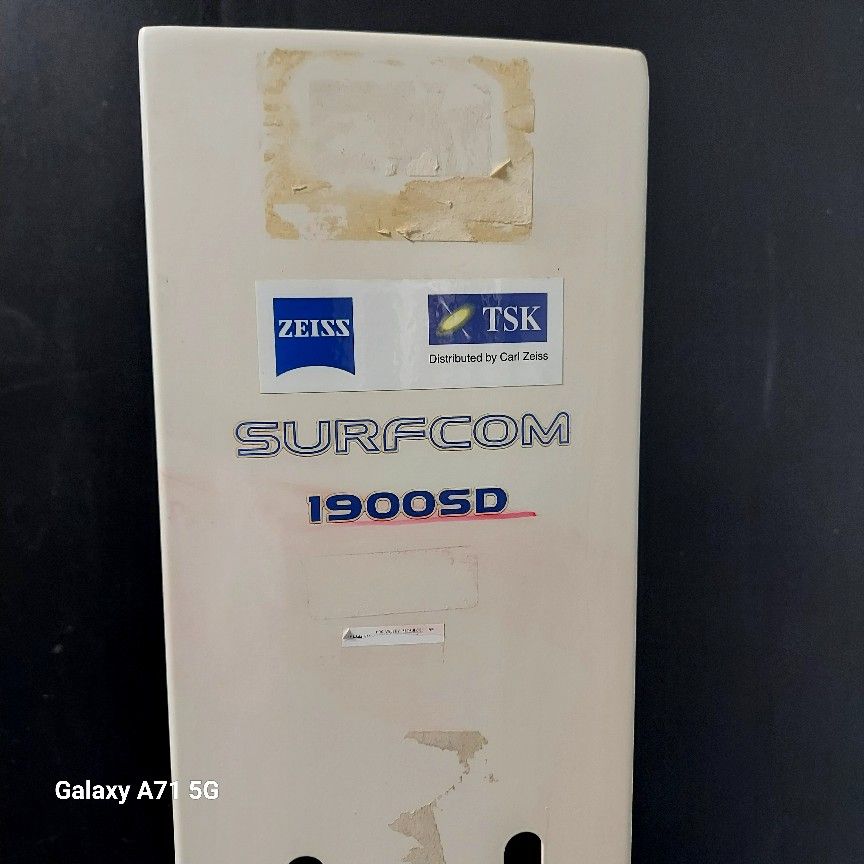 ZEISS
TSK
Distributed by Carl Zeiss
SURFCOM
1900SD
Galaxy A71 5G